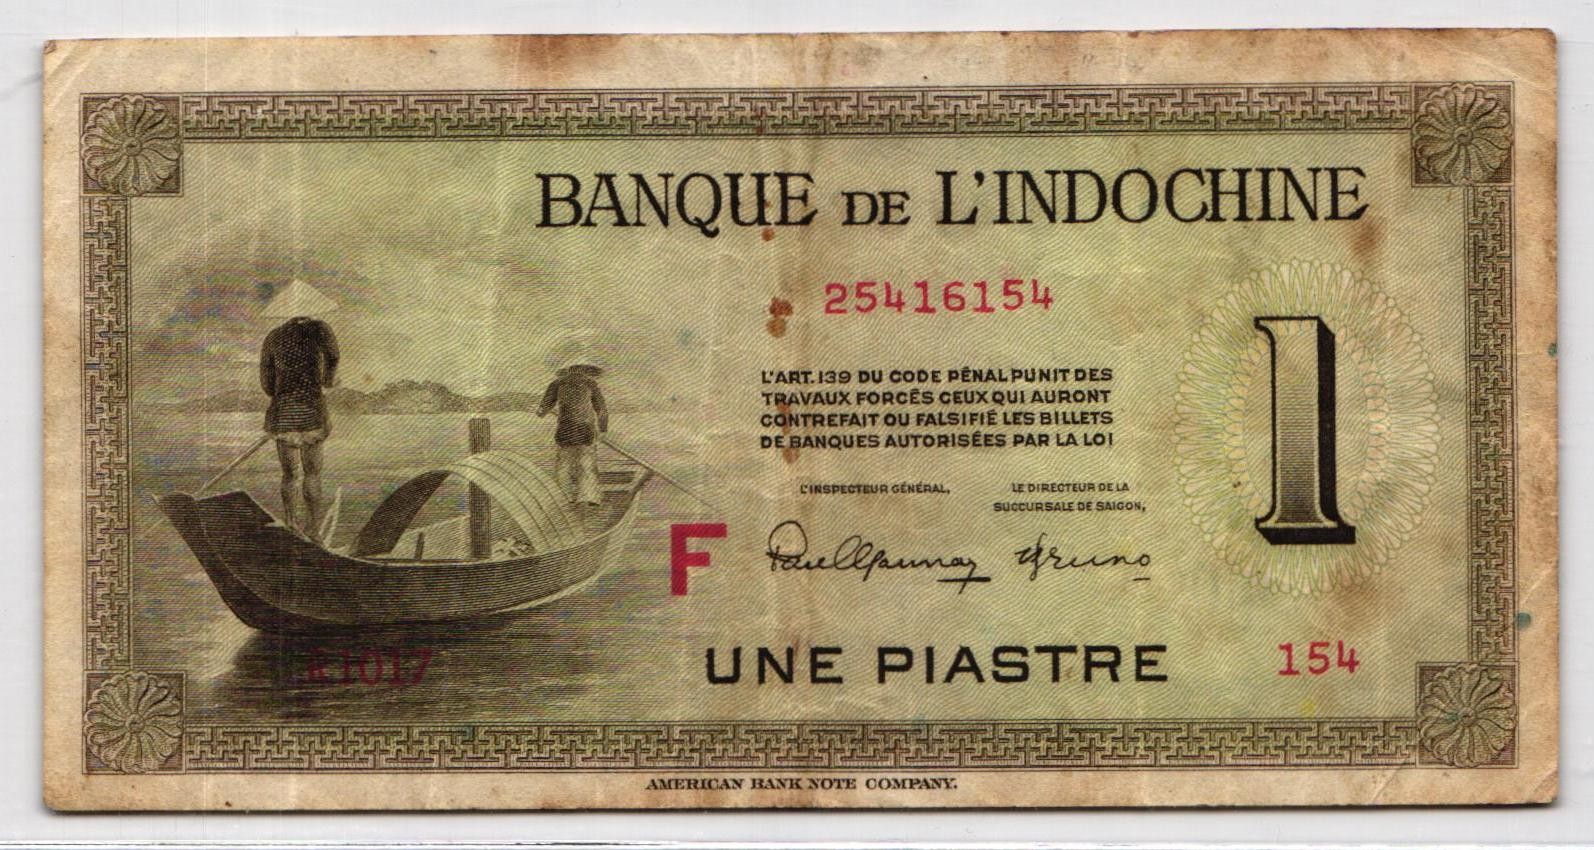 BANQUE DE L'INDOCHINE
25416154
L'ART.139 DU CODE PÉNAL PUNIT DES
TRAVAUX FORCÉS CEUX QUI AURONT
CONTREFAIT OU FALSIFIÉ LES BILLETS
DE BANQUES AUTORISÉES PAR LA LOI
L'INSPECTEUR GÉNÉRAL,
LE DIRECTEUR DE LA
SUCCURSALE DE SAIGON,
1
F
R1017
UNE PIASTRE
154
AMERICAN BANK NOTE COMPANY.